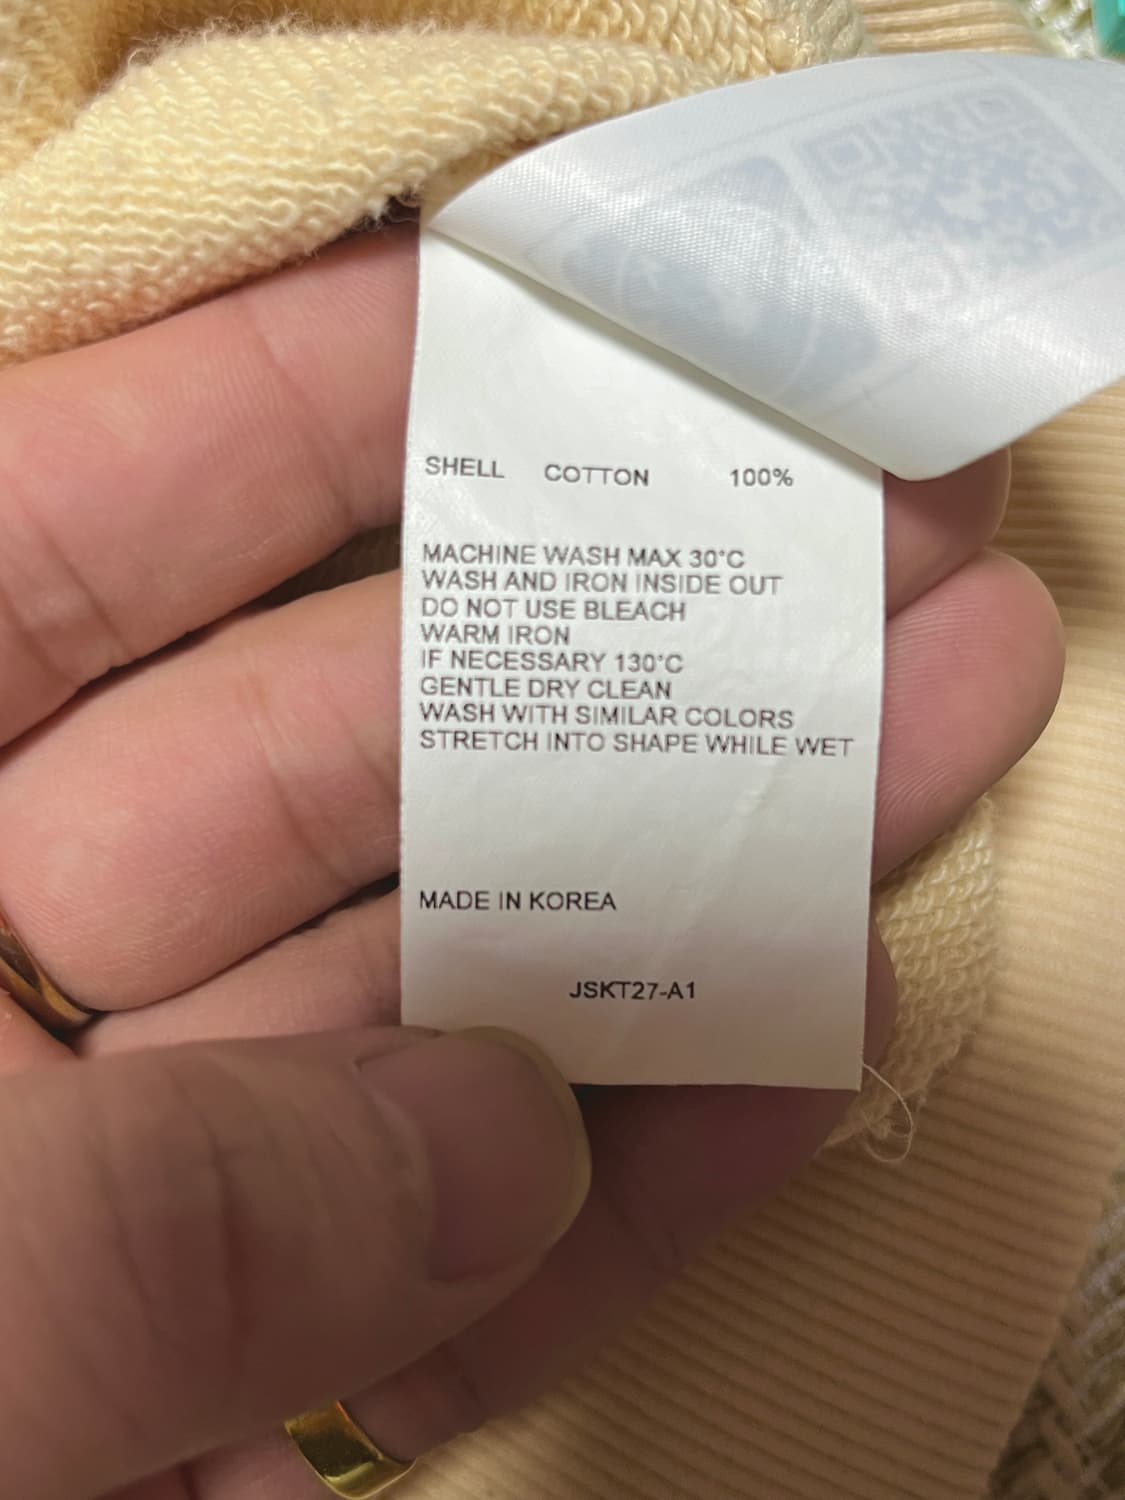 SHELL COTTON 100%
MACHINE WASH MAX 30°C
WASH AND IRON INSIDE OUT
DO NOT USE BLEACH
WARM IRON
IF NECESSARY 130°C
GENTLE DRY CLEAN
WASH WITH SIMILAR COLORS
STRETCH INTO SHAPE WHILE WET
MADE IN KOREA
JSKT27-A1